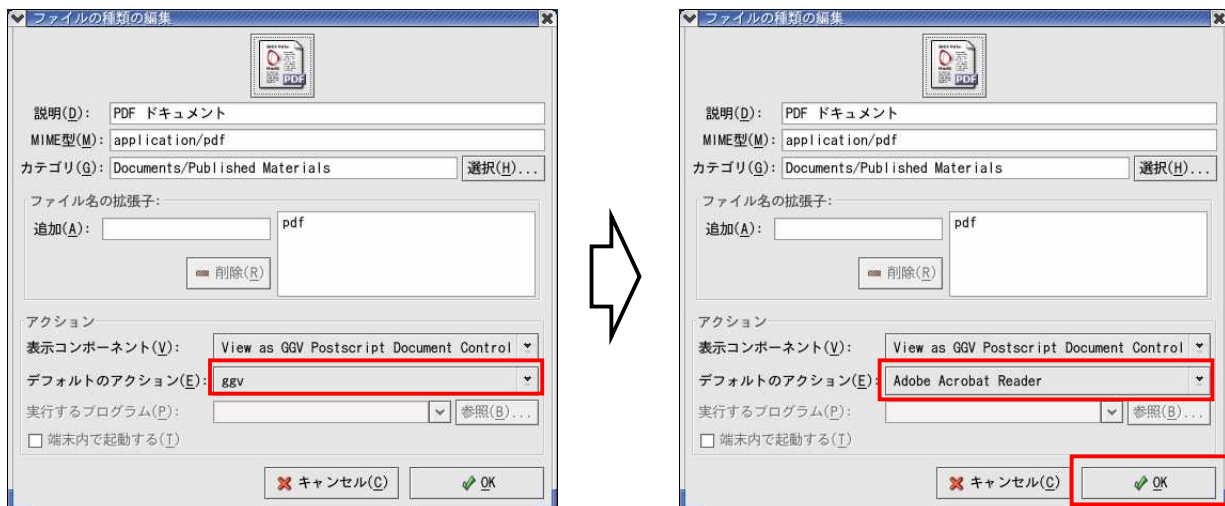 ファイルの種類の編集
PDF
説明(D): PDF ドキュメント
MIME型(M): application/pdf
カテゴリ(G): Documents/Published Materials 選択(H)...
ファイル名の拡張子:
追加(A): pdf
削除(R)
アクション
表示コンポーネント(V): View as GGV Postscript Document Control
デフォルトのアクション(E): ggv
実行するプログラム(P): 参照(B)...
端末内で起動する(T)
キャンセル(C) OK
ファイルの種類の編集
PDF
説明(D): PDF ドキュメント
MIME型(M): application/pdf
カテゴリ(G): Documents/Published Materials 選択(H)...
ファイル名の拡張子:
追加(A): pdf
削除(R)
アクション
表示コンポーネント(V): View as GGV Postscript Document Control
デフォルトのアクション(E): Adobe Acrobat Reader
実行するプログラム(P): 参照(B)...
端末内で起動する(T)
キャンセル(C) OK